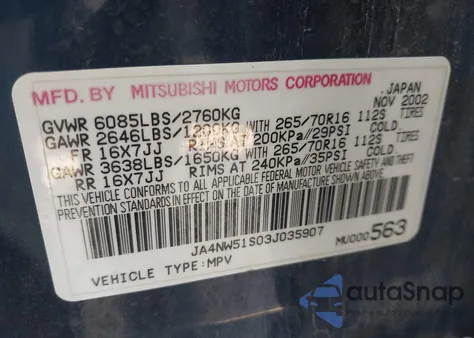 MFD. BY MITSUBISHI MOTORS CORPORATION
JAPAN
NOV 2002
GVWR 6085LBS/2760KG
GAWR 2646LBS/1200KG WITH 265/70R16 112S TIRES
FR 16X7JJ RIMS AT 200KPa/29PSI COLD.
GAWR 3638LBS/1650KG WITH 265/70R16 112S TIRES
RR 16X7JJ RIMS AT 240KPa/35PSI COLD.
THIS VEHICLE CONFORMS TO ALL APPLICABLE FEDERAL MOTOR VEHICLE SAFETY
STANDARDS IN EFFECT ON THE DATE OF MANUFACTURE SHOWN ABOVE.
JA4NW51S03J035907
MU000563
VEHICLE TYPE:MPV
autoSnap